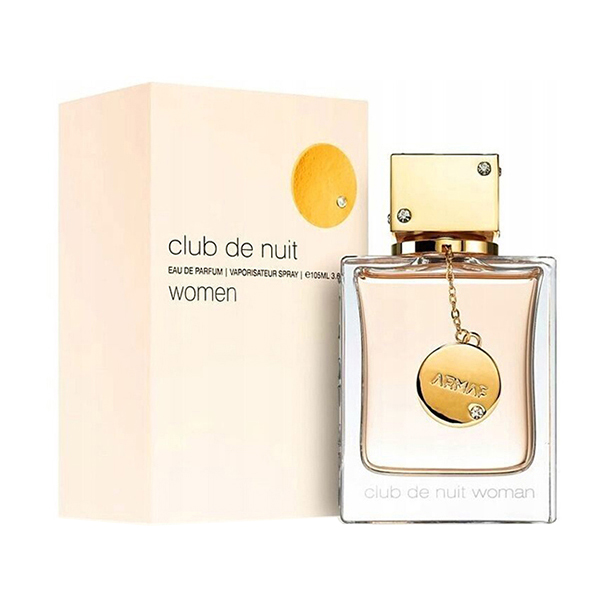 club de nuit
EAU DE PARFUM | VAPORISATEUR SPRAY | ℮105ML 3.6
women
ARMAF
club de nuit woman